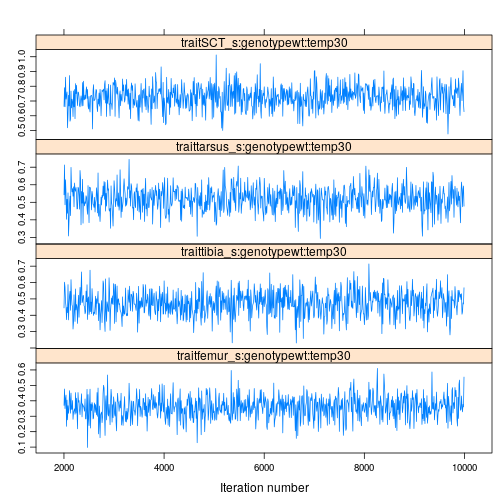 traitSCT_s:genotypewt:temp30
0.5 0.6 0.7 0.8 0.9 1.0
traittarsus_s:genotypewt:temp30
0.3 0.4 0.5 0.6 0.7
traittibia_s:genotypewt:temp30
0.3 0.4 0.5 0.6 0.7
traitfemur_s:genotypewt:temp30
0.1 0.2 0.3 0.4 0.5 0.6
2000 4000 6000 8000 10000
Iteration number